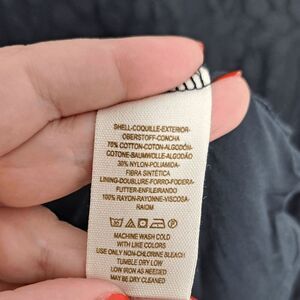 SHELL-COQUILLE-EXTERIOR-
OBERSTOFF-CONCHA
70% COTTON-COTON-ALGODÓN-
COTONE-BAUMWOLLE-ALGODÃO
30% NYLON-POLIAMIDA-
FIBRA SINTÉTICA
LINING-DOUBLURE-FORRO-FODERA-
FUTTER-ENFIELRANDO
100% RAYON-RAYONNE-VISCOSA-
RAIOM
MACHINE WASH COLD
WITH LIKE COLORS
USE ONLY NON-CHLORINE BLEACH
TUMBLE DRY LOW
LOW IRON AS NEEDED
MAY BE DRY CLEANED